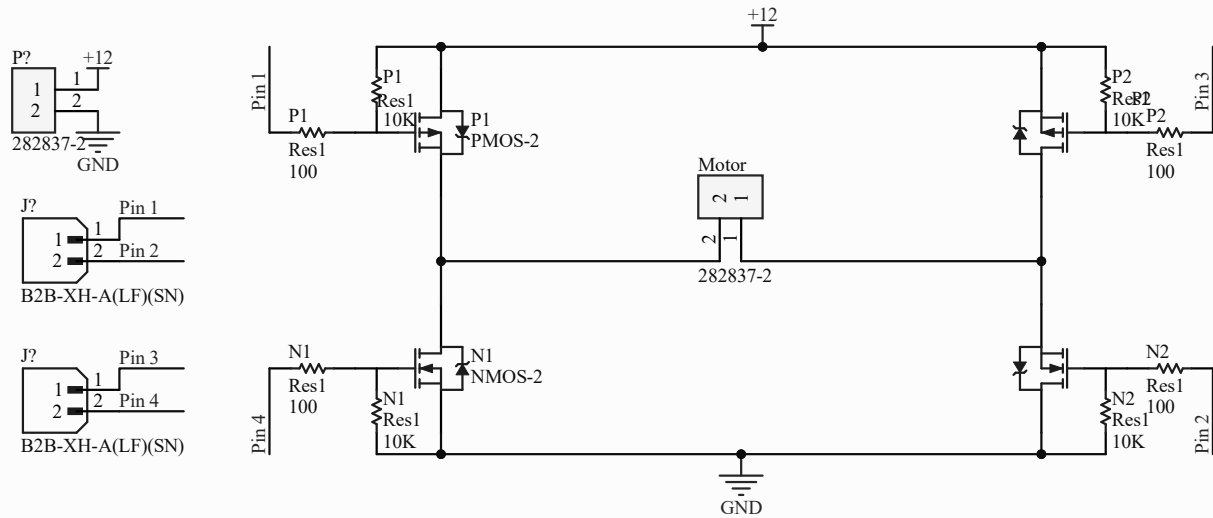 P?
+12
1
1
2
2
282837-2
GND
J?
Pin 1
1
1
2
2
Pin 2
B2B-XH-A(LF)(SN)
J?
Pin 3
1
1
2
2
Pin 4
B2B-XH-A(LF)(SN)
+12
Pin 1
P1
Res1
10K
P1
Res1
100
P1
PMOS-2
Motor
2
1
2
1
282837-2
P2
Res1
10K
P2
P2
Res1
100
Pin 3
N1
Res1
100
Pin 4
N1
Res1
10K
N1
NMOS-2
GND
N2
Res1
100
N2
Res1
10K
Pin 2